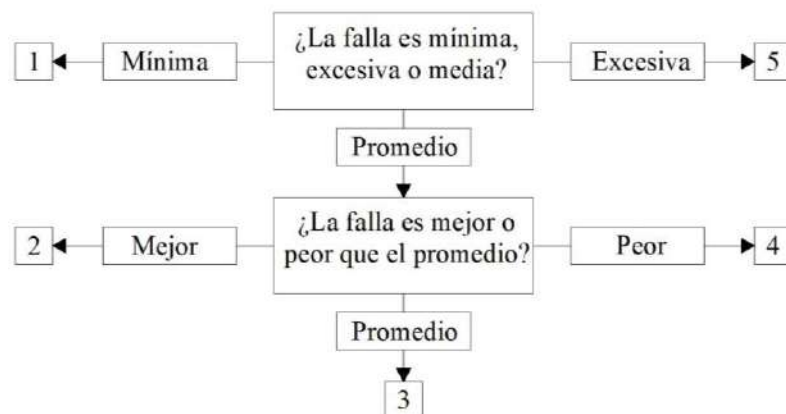 ¿La falla es mínima,
excesiva o media?
1
Mínima
Excesiva
5
Promedio
¿La falla es mejor o
peor que el promedio?
2
Mejor
Peor
4
Promedio
3